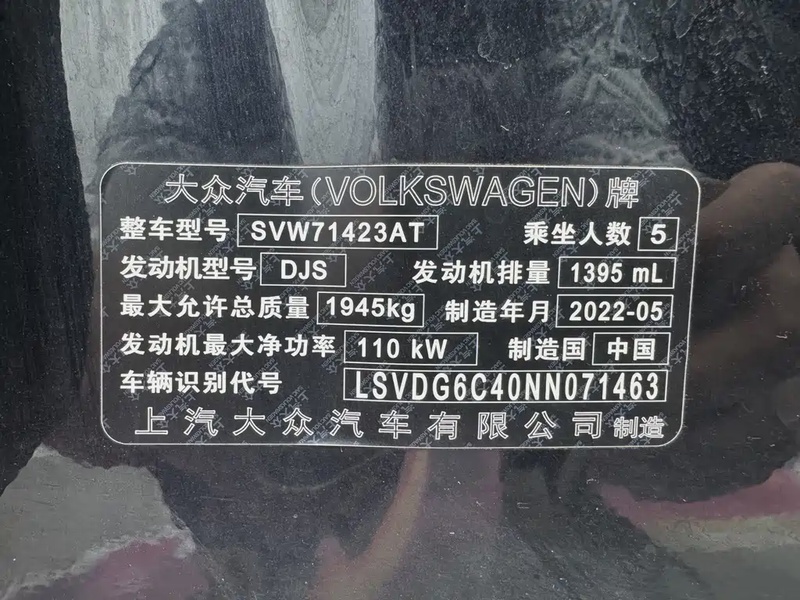 大众汽车(VOLKSWAGEN)牌
整车型号 SVW71423AT 乘坐人数 5
发动机型号 DJS 发动机排量 1395 mL
最大允许总质量 1945kg 制造年月 2022-05
发动机最大净功率 110 kW 制造国 中国
车辆识别代号 LSVDG6C40NN071463
上汽大众汽车有限公司 制造